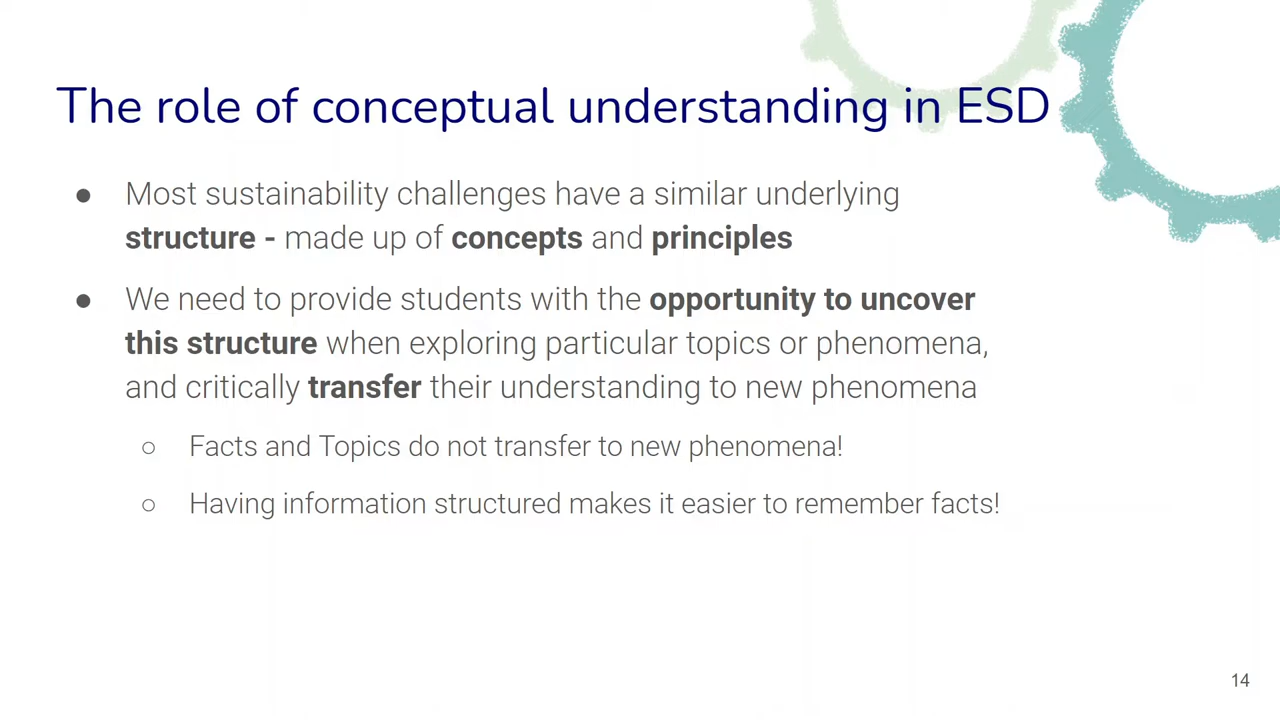 The role of conceptual understanding in ESD
● Most sustainability challenges have a similar underlying
structure - made up of concepts and principles
● We need to provide students with the opportunity to uncover
this structure when exploring particular topics or phenomena,
and critically transfer their understanding to new phenomena
○ Facts and Topics do not transfer to new phenomena!
○ Having information structured makes it easier to remember facts!
14